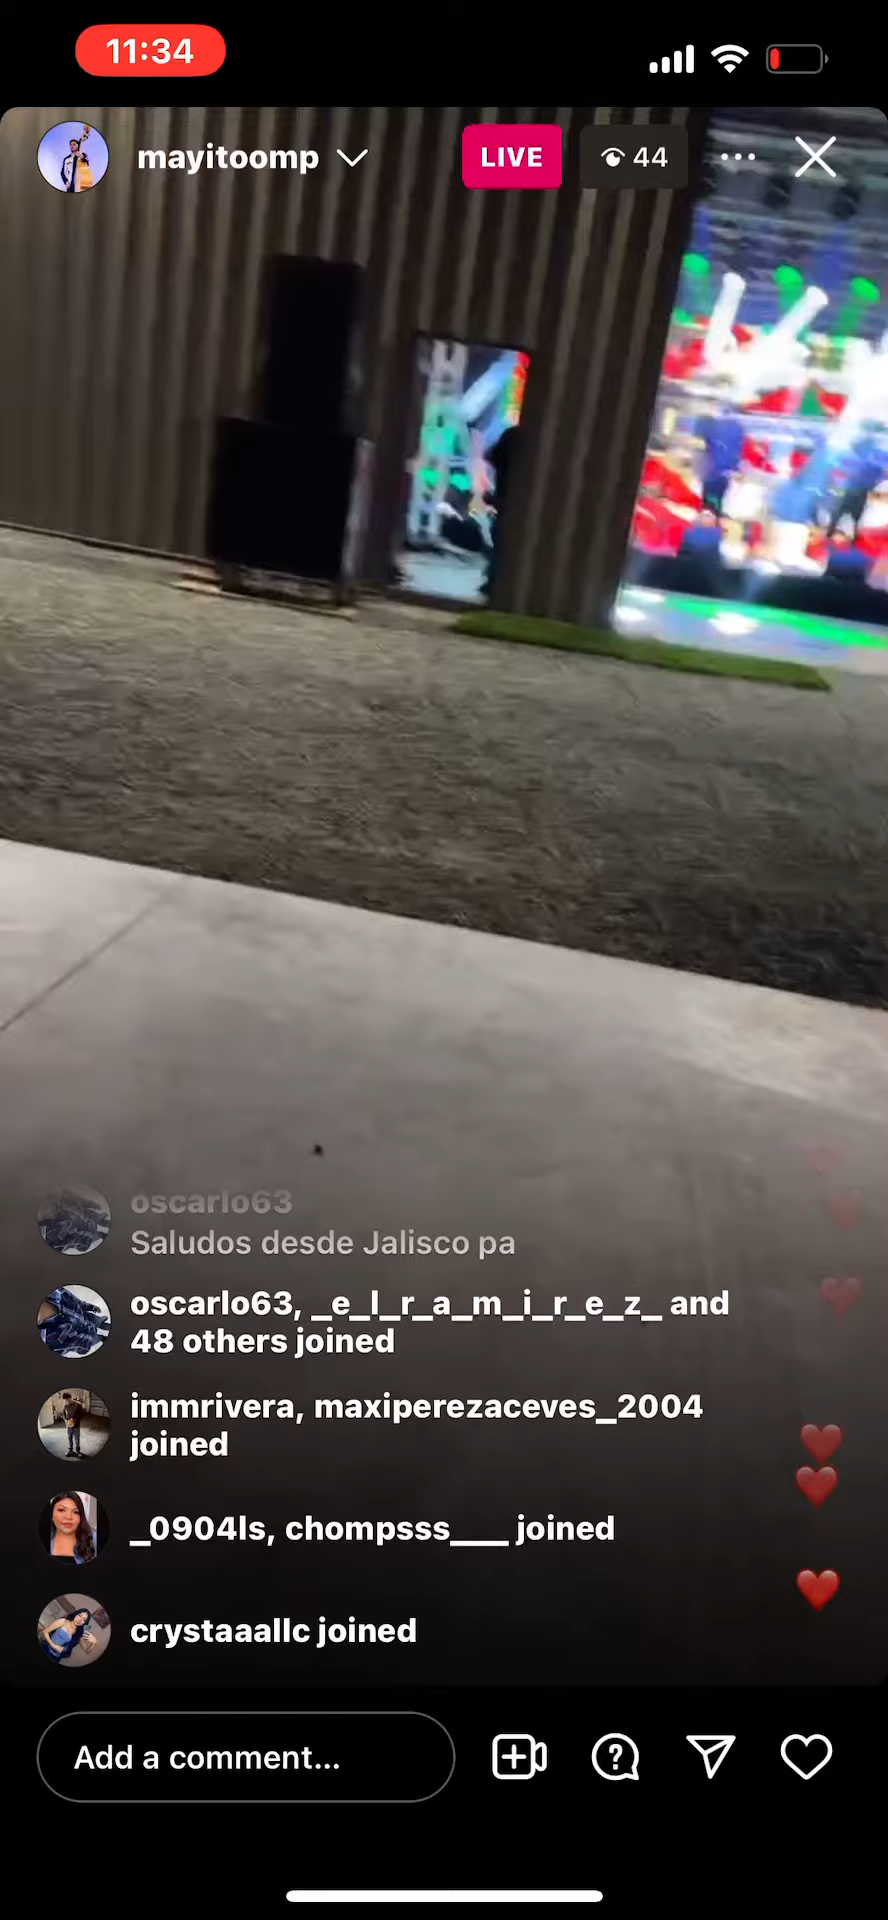 11:34
mayitoomp
LIVE
44
oscarlo63
Saludos desde Jalisco pa
oscarlo63, _e_l_r_a_m_i_r_e_z_ and
48 others joined
immrivera, maxiperezaceves_2004
joined
_0904ls, chompsss___ joined
crystaaallc joined
Add a comment...